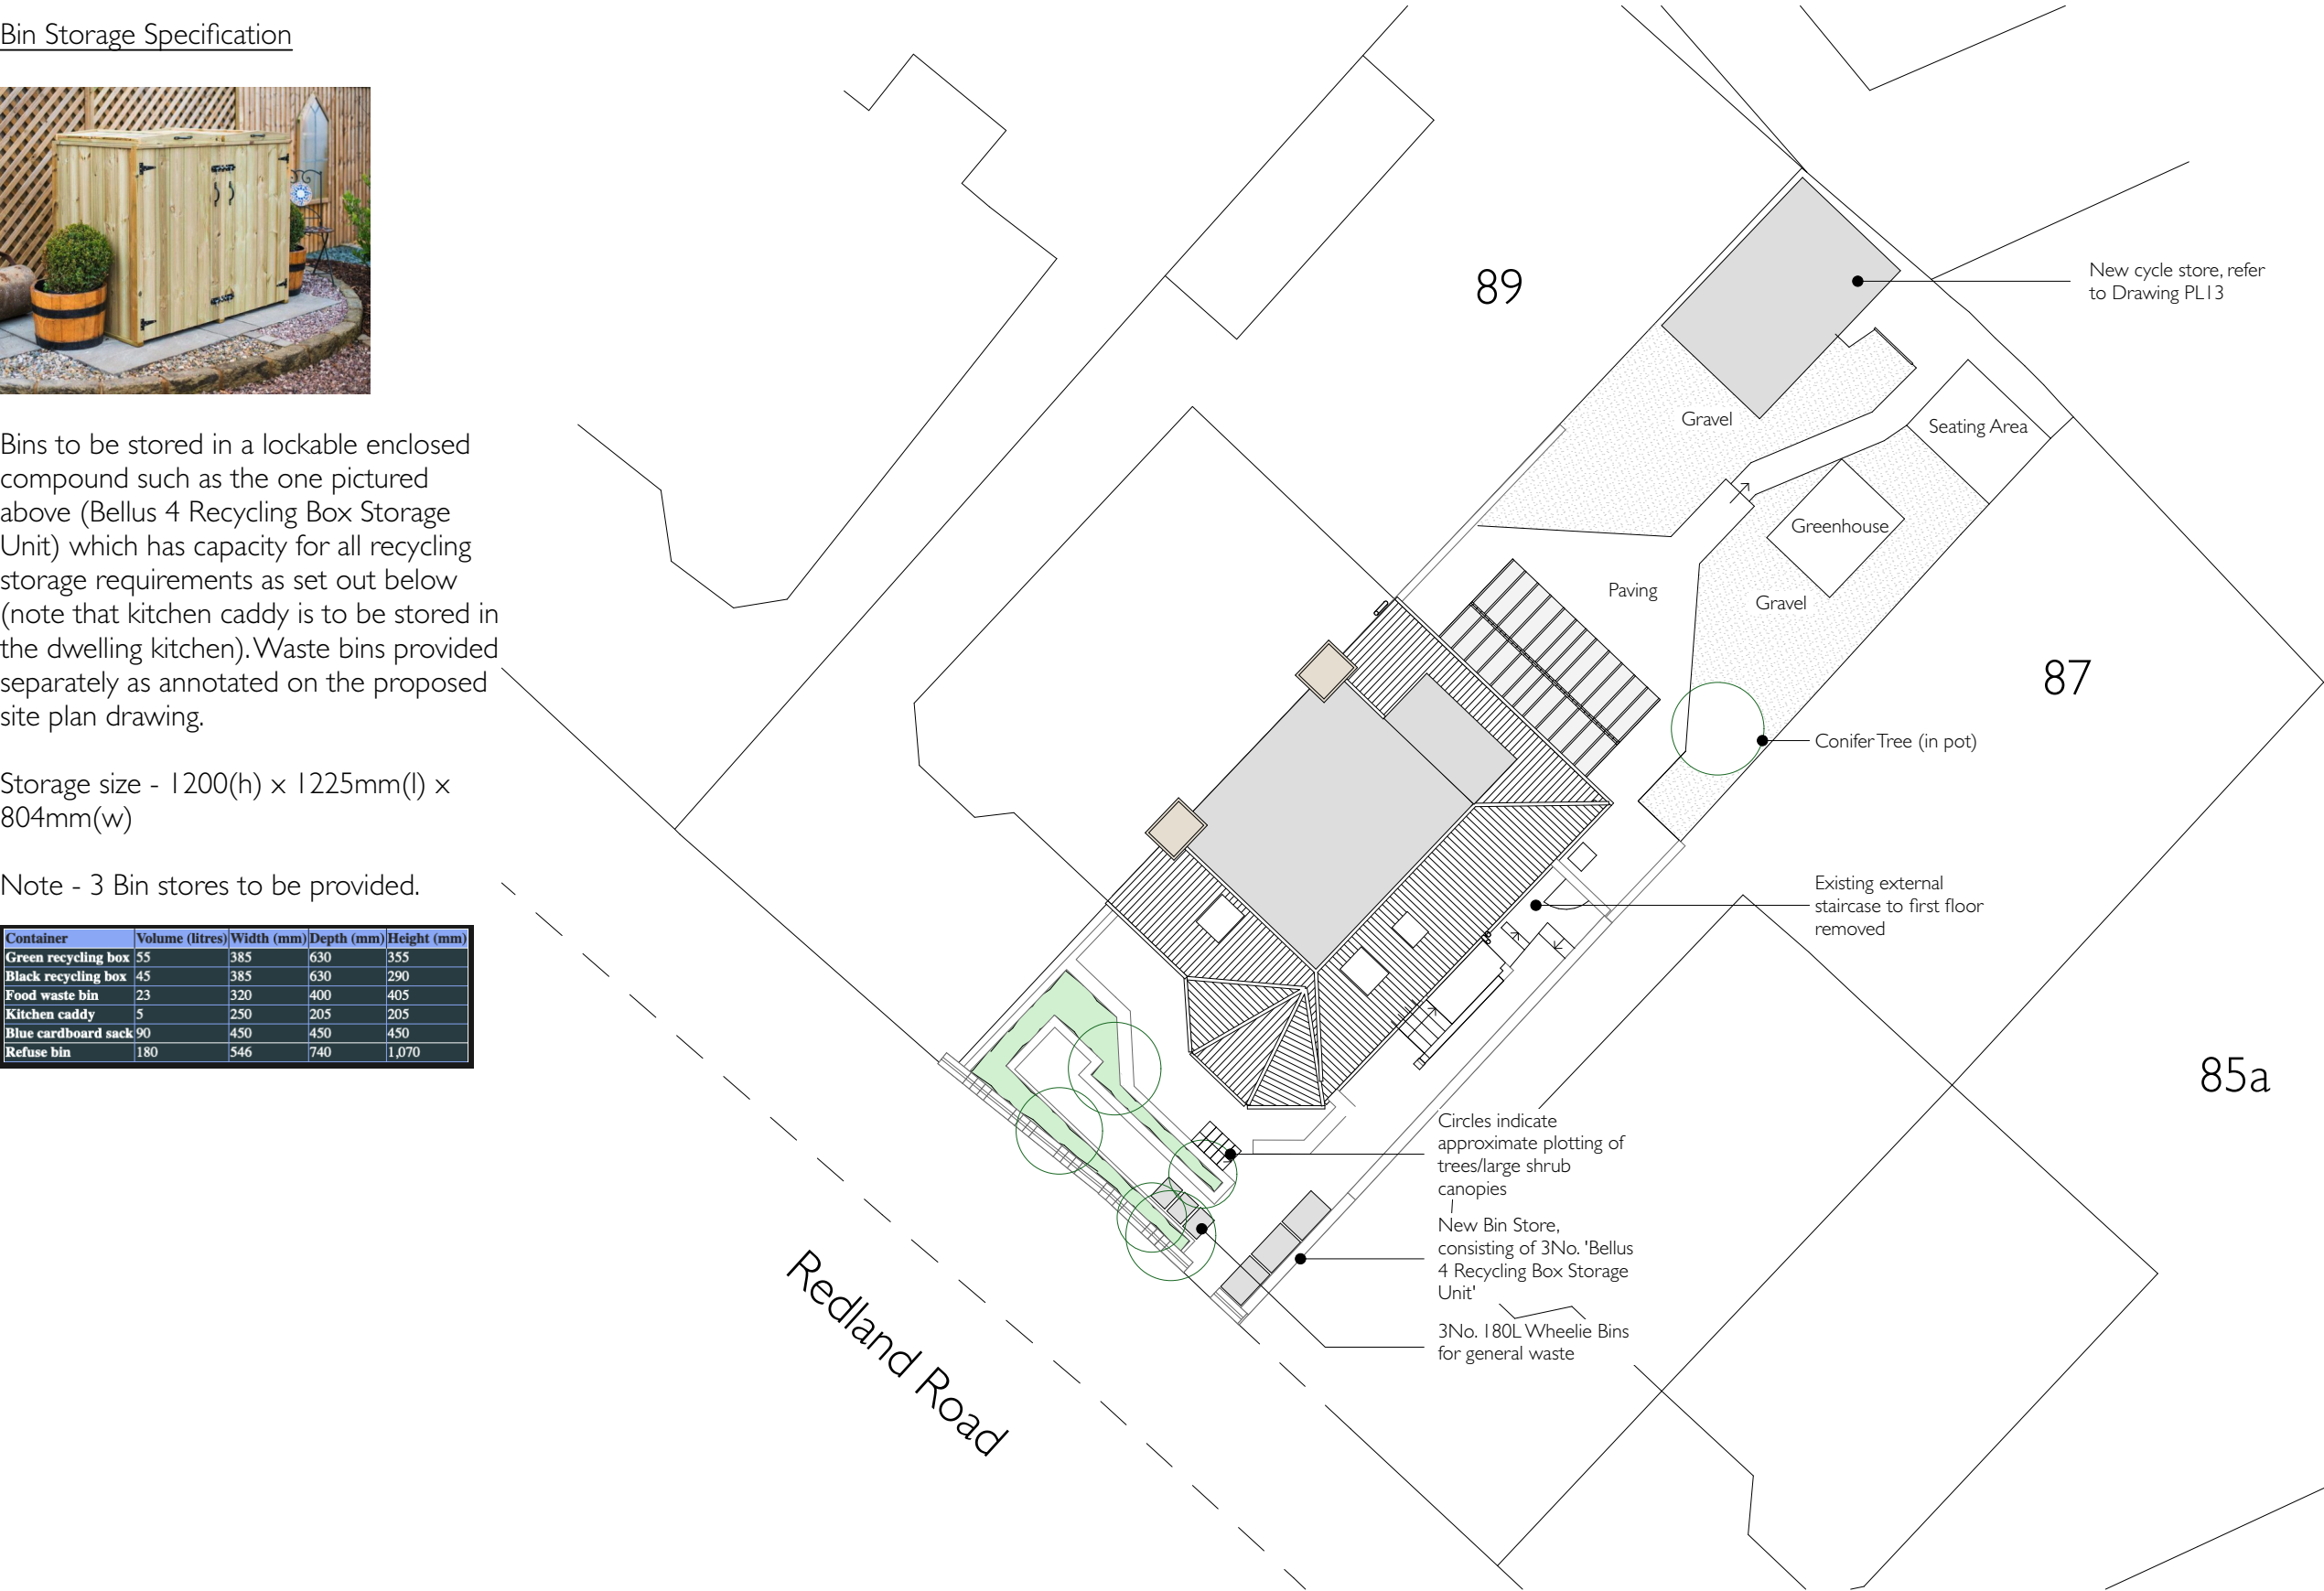 Bin Storage Specification
Bins to be stored in a lockable enclosed
compound such as the one pictured
above (Bellus 4 Recycling Box Storage
Unit) which has capacity for all recycling
storage requirements as set out below
(note that kitchen caddy is to be stored in
the dwelling kitchen). Waste bins provided
separately as annotated on the proposed
site plan drawing.
Storage size - 1200(h) x 1225mm(l) x
804mm(w)
Note - 3 Bin stores to be provided.
Container Volume (litres) Width (mm) Depth (mm) Height (mm)
Green recycling box 55 385 630 355
Black recycling box 45 385 630 290
Food waste bin 23 320 400 405
Kitchen caddy 5 250 205 205
Blue cardboard sack 90 450 450 450
Refuse bin 180 546 740 1,070
89
New cycle store, refer
to Drawing PL13
Gravel
Seating Area
Greenhouse
Paving
Gravel
87
Conifer Tree (in pot)
Existing external
staircase to first floor
removed
85a
Circles indicate
approximate plotting of
trees/large shrub
canopies
New Bin Store,
consisting of 3No. 'Bellus
4 Recycling Box Storage
Unit'
3No. 180L Wheelie Bins
for general waste
Redland Road